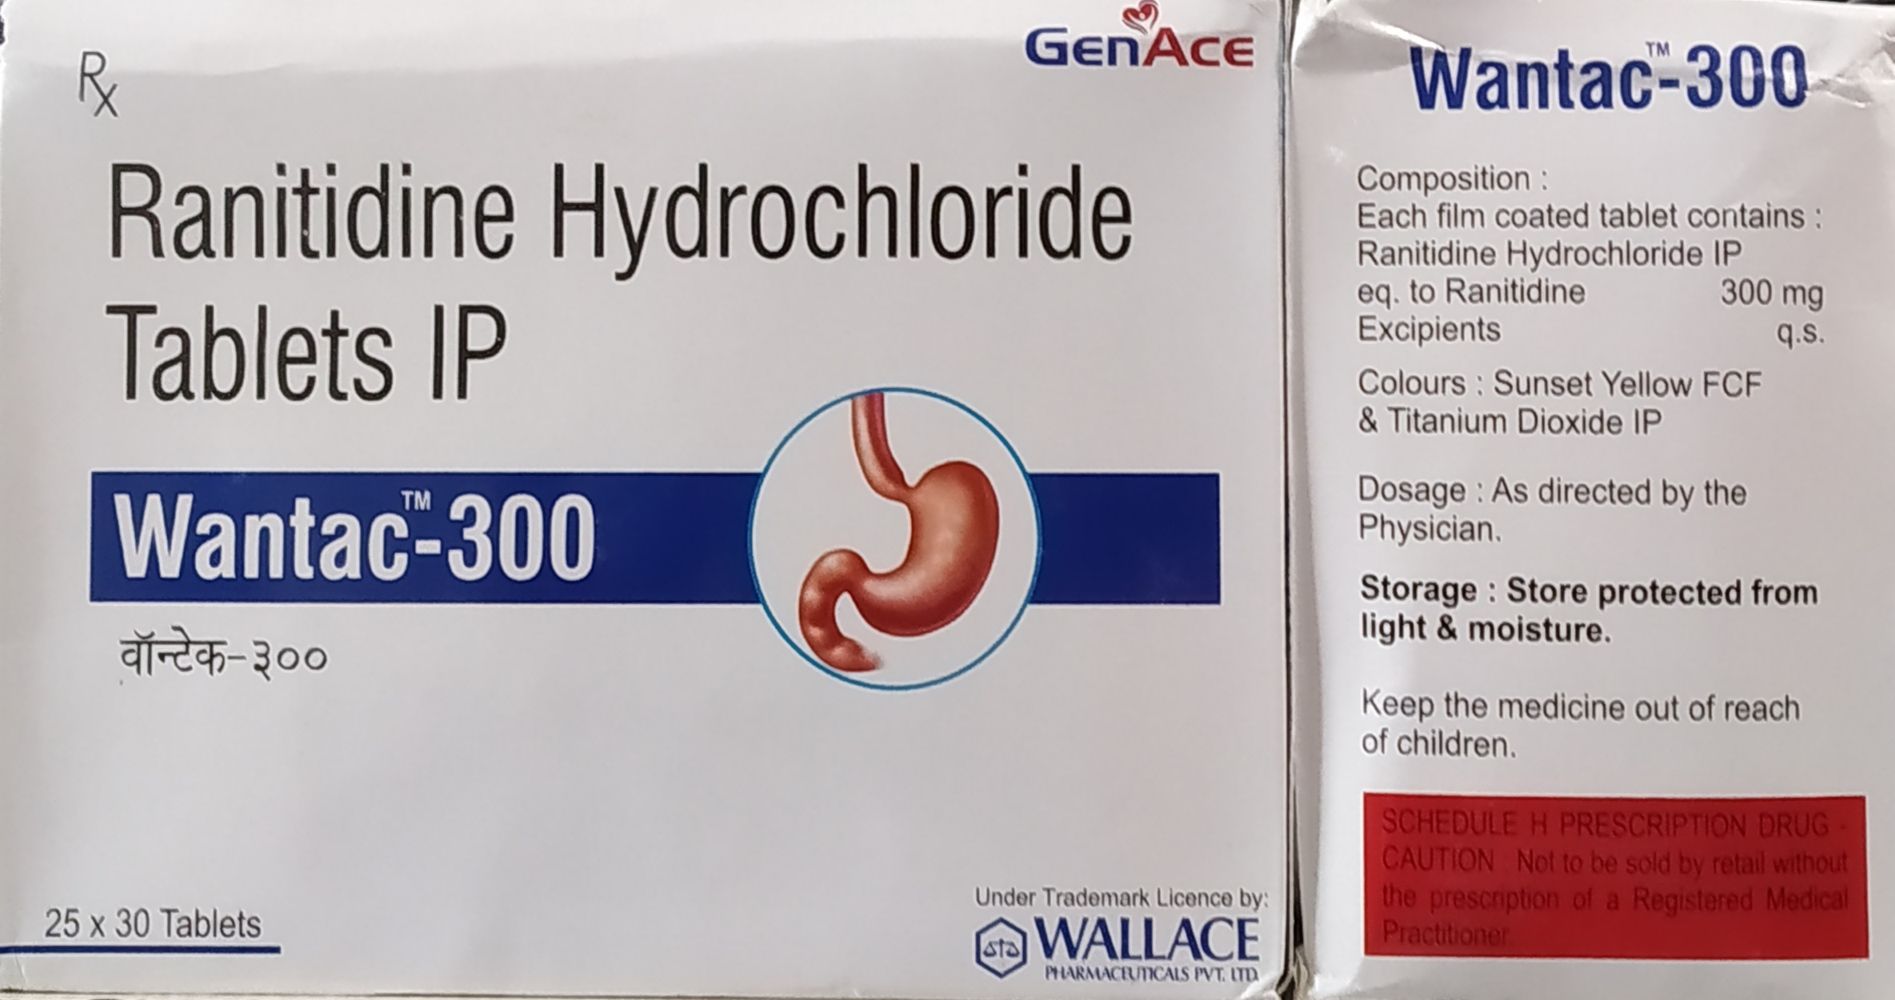 Rx
GenAce
Ranitidine Hydrochloride
Tablets IP
Wantac™-300
वॉन्टेक-३००
25 x 30 Tablets
Under Trademark Licence by:
WALLACE
PHARMACEUTICALS PVT. LTD.
Wantac™-300
Composition :
Each film coated tablet contains :
Ranitidine Hydrochloride IP
eq. to Ranitidine 300 mg
Excipients q.s.
Colours : Sunset Yellow FCF
& Titanium Dioxide IP
Dosage : As directed by the
Physician.
Storage : Store protected from
light & moisture.
Keep the medicine out of reach
of children.
SCHEDULE H PRESCRIPTION DRUG -
CAUTION : Not to be sold by retail without
the prescription of a Registered Medical
Practitioner.